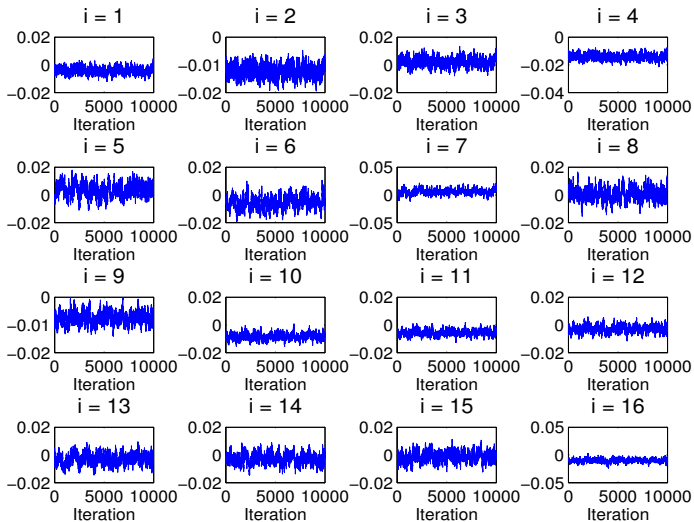 i = 1 i = 2 i = 3 i = 4
0.02 0 0.02 0
0 −0.01 0 −0.02
−0.02 −0.02 −0.02 −0.04
0 5000 10000 0 5000 10000 0 5000 10000 0 5000 10000
Iteration Iteration Iteration Iteration
i = 5 i = 6 i = 7 i = 8
0.02 0.02 0.05 0.02
0 0 0 0
−0.02 −0.02 −0.05 −0.02
0 5000 10000 0 5000 10000 0 5000 10000 0 5000 10000
Iteration Iteration Iteration Iteration
i = 9 i = 10 i = 11 i = 12
0 0.02 0.02 0.02
−0.01 0 0 0
−0.02 −0.02 −0.02 −0.02
0 5000 10000 0 5000 10000 0 5000 10000 0 5000 10000
Iteration Iteration Iteration Iteration
i = 13 i = 14 i = 15 i = 16
0.02 0.02 0.02 0.05
0 0 0 0
−0.02 −0.02 −0.02 −0.05
0 5000 10000 0 5000 10000 0 5000 10000 0 5000 10000
Iteration Iteration Iteration Iteration